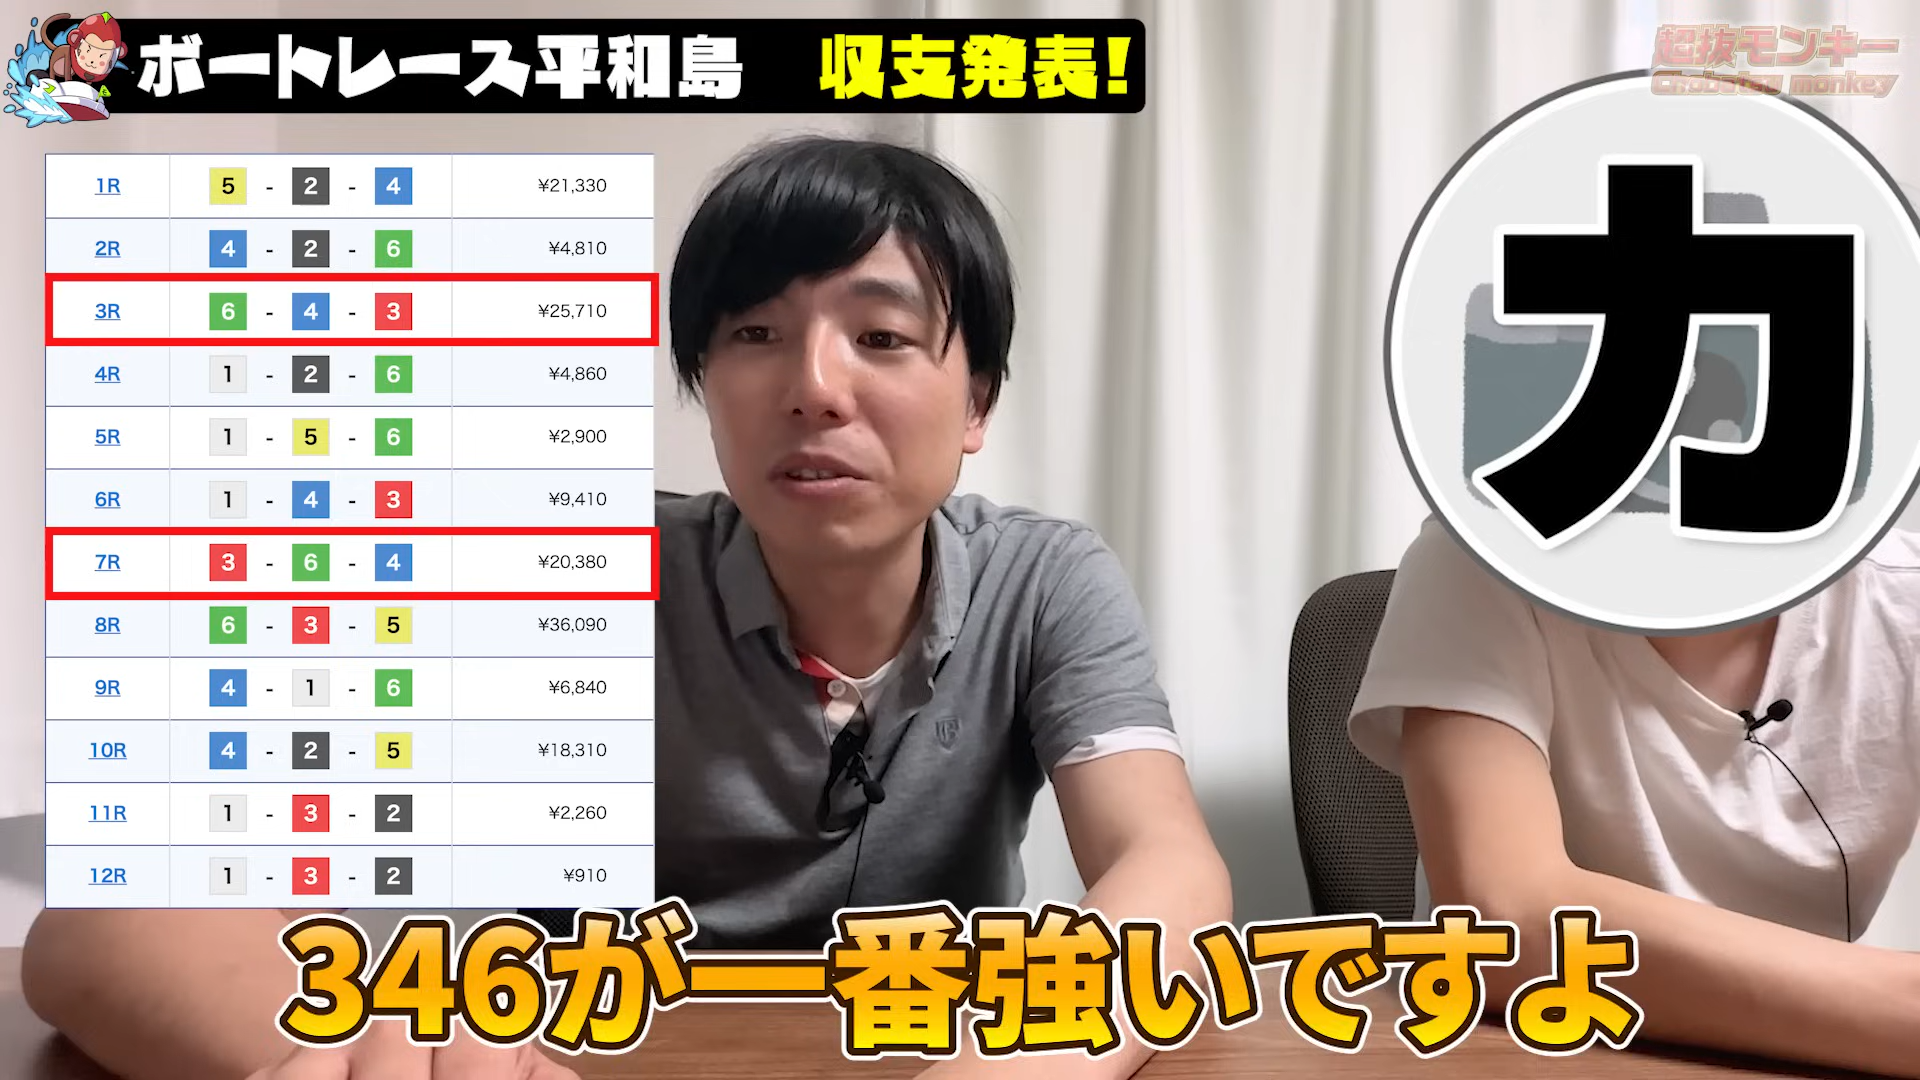 ボートレース平和島 収支発表!
超抜モンキー
Chobatsu monkey
カ
1R 5 - 2 - 4 ¥21,330
2R 4 - 2 - 6 ¥4,810
3R 6 - 4 - 3 ¥25,710
4R 1 - 2 - 6 ¥4,860
5R 1 - 5 - 6 ¥2,900
6R 1 - 4 - 3 ¥9,410
7R 3 - 6 - 4 ¥20,380
8R 6 - 3 - 5 ¥36,090
9R 4 - 1 - 6 ¥6,840
10R 4 - 2 - 5 ¥18,310
11R 1 - 3 - 2 ¥2,260
12R 1 - 3 - 2 ¥910
346が一番強いですよ